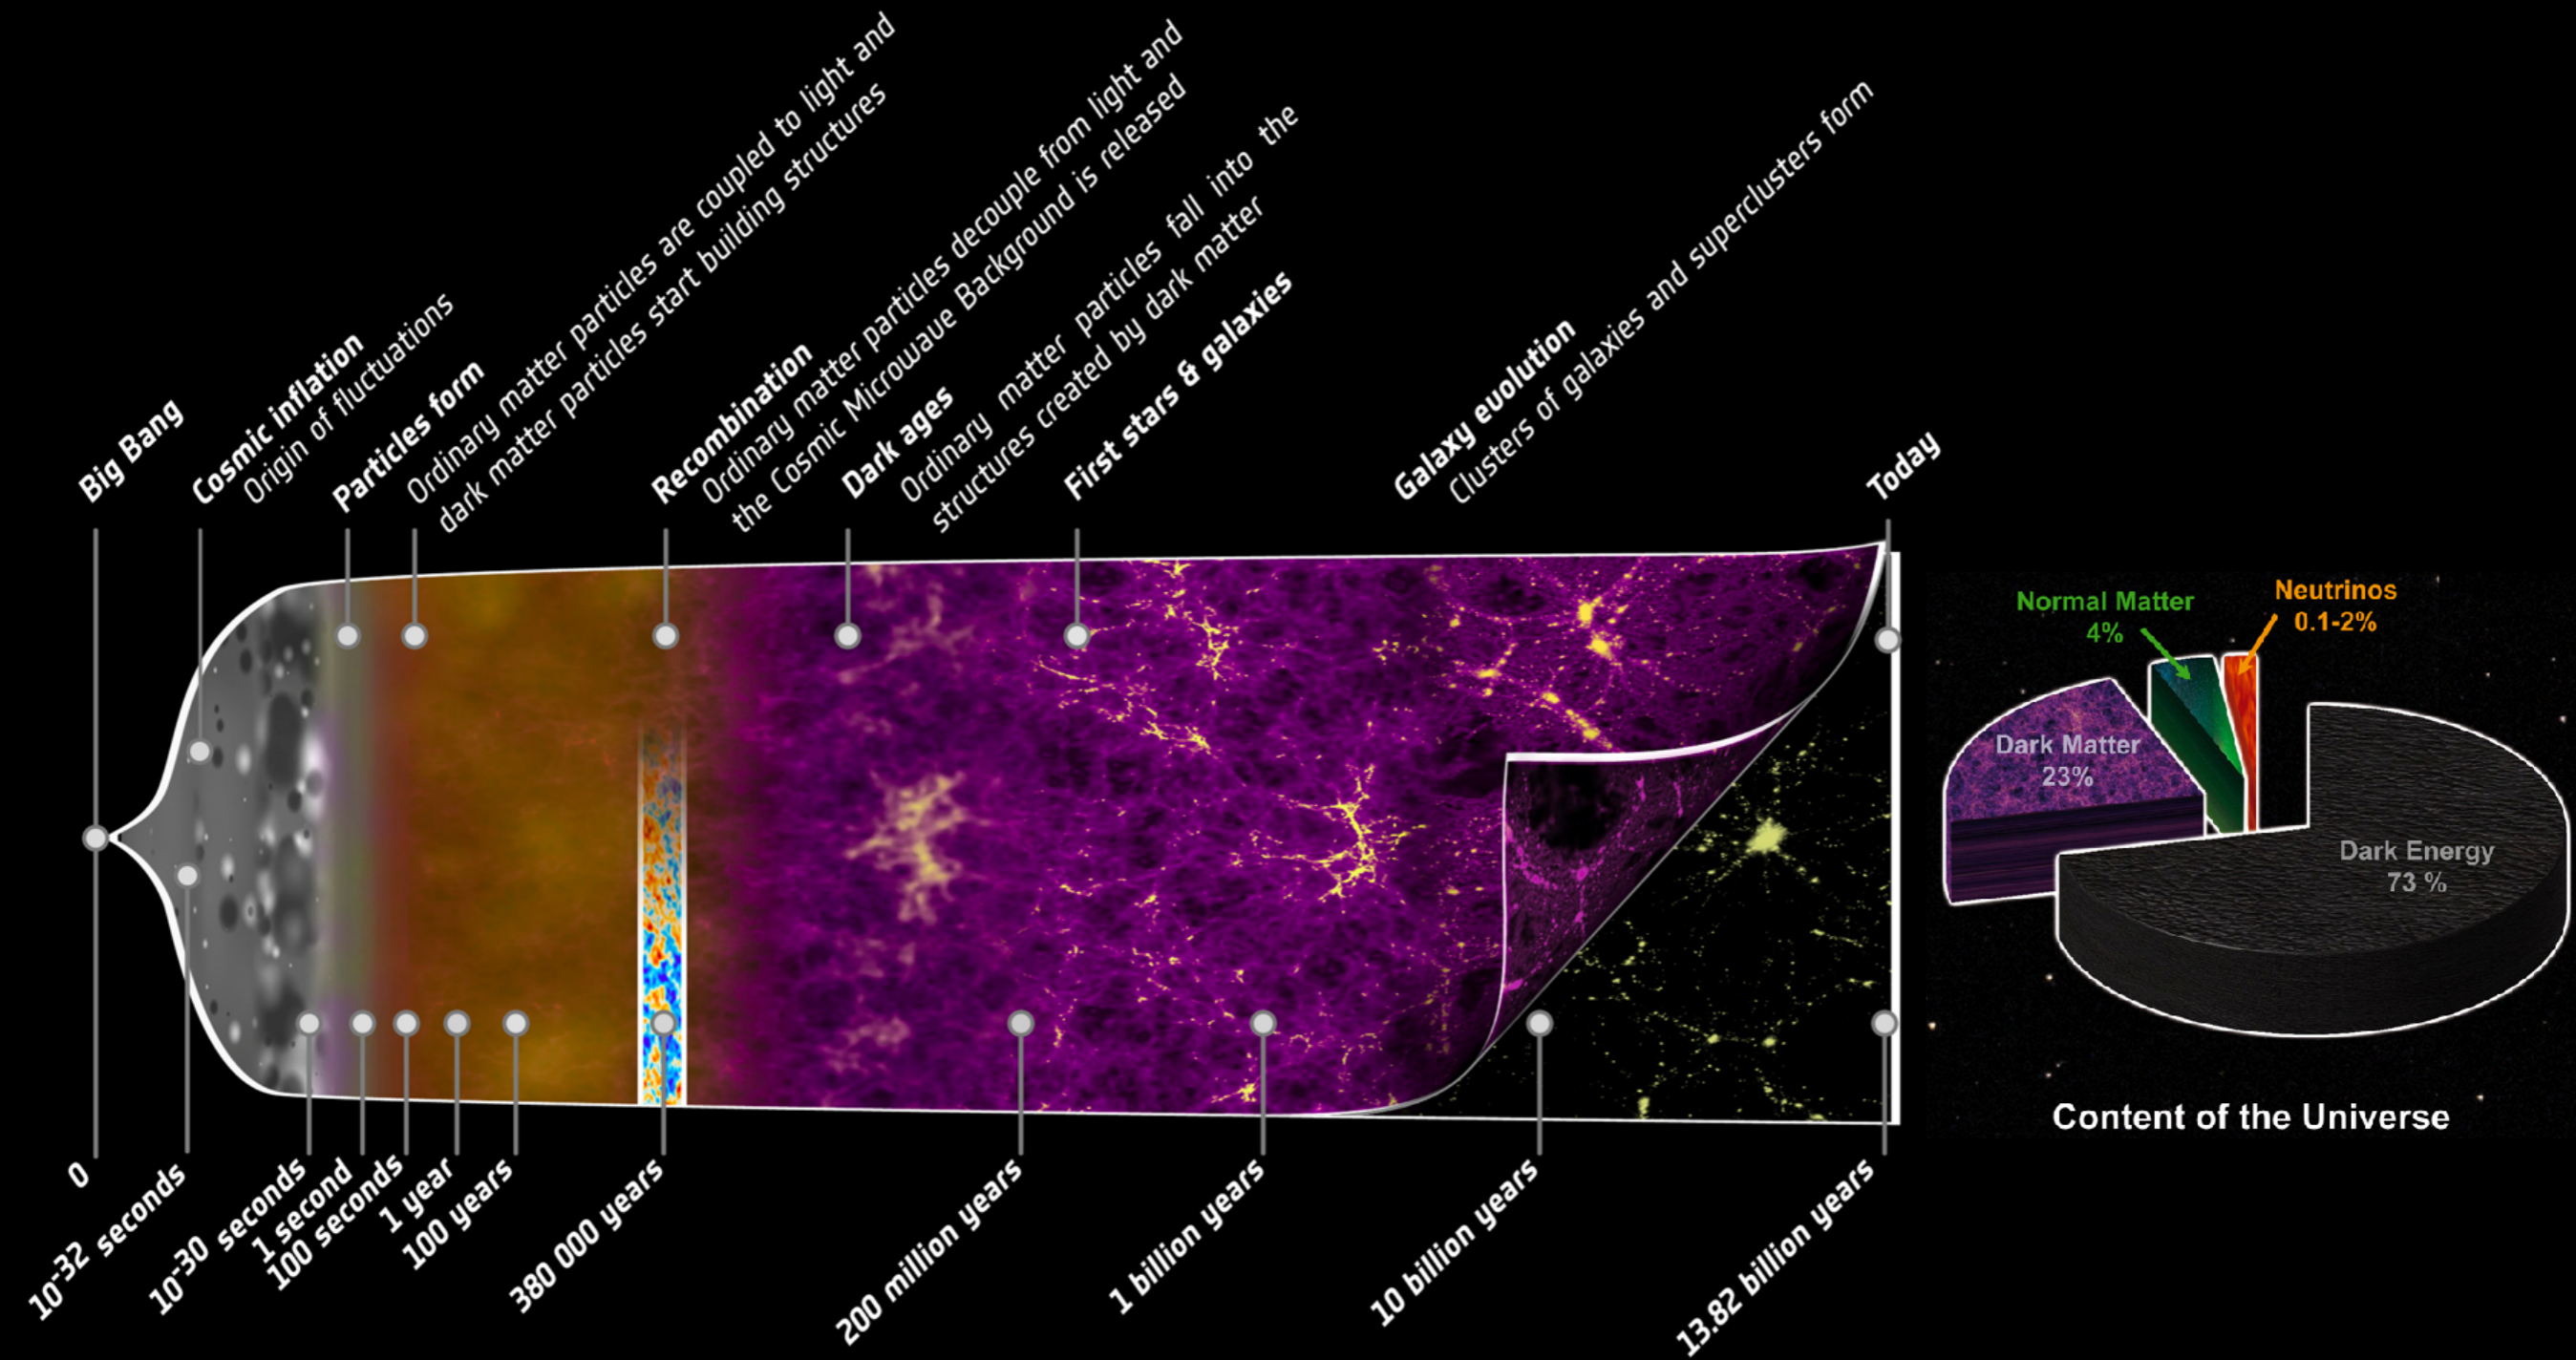 Big Bang
Cosmic inflation
Origin of fluctuations
Particles form
Ordinary matter particles are coupled to light and
dark matter particles start building structures
Recombination
Ordinary matter particles decouple from light and
the Cosmic Microwave Background is released
Dark ages
Ordinary matter particles fall into the
structures created by dark matter
First stars & galaxies
Galaxy evolution
Clusters of galaxies and superclusters form
Today
0
10-32 seconds
10-30 seconds
1 second
100 seconds
1 year
100 years
380 000 years
200 million years
1 billion years
10 billion years
13.82 billion years
Normal Matter
4%
Neutrinos
0.1-2%
Dark Matter
23%
Dark Energy
73 %
Content of the Universe